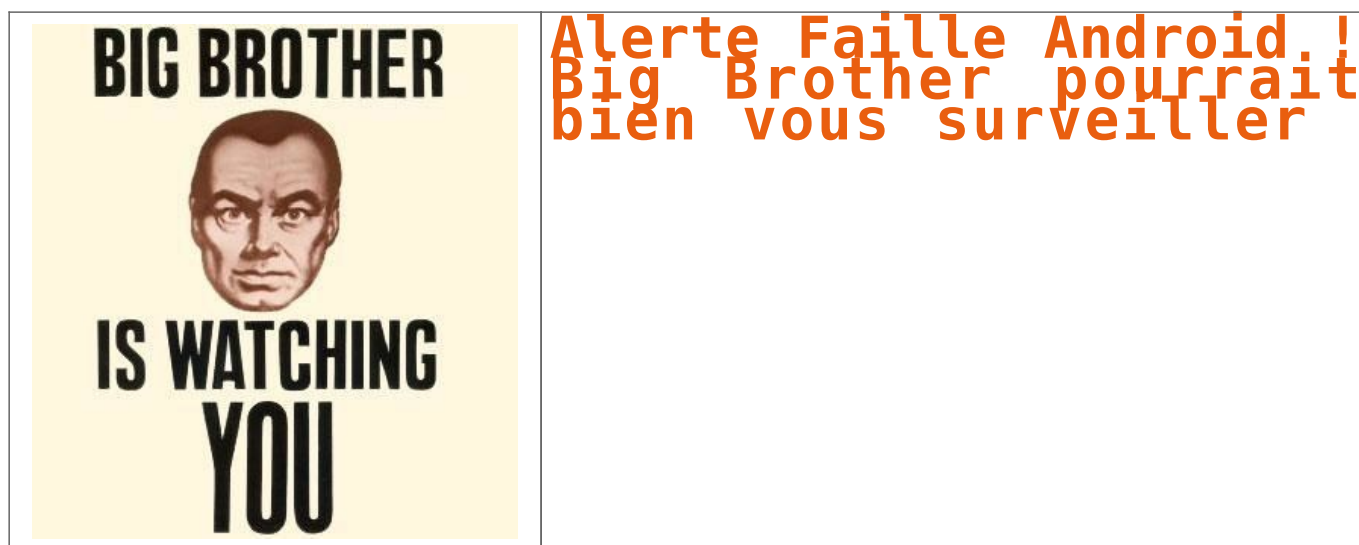 BIG BROTHER
IS WATCHING
YOU
Alerte Faille Android !
Big Brother pourrait
bien vous surveiller